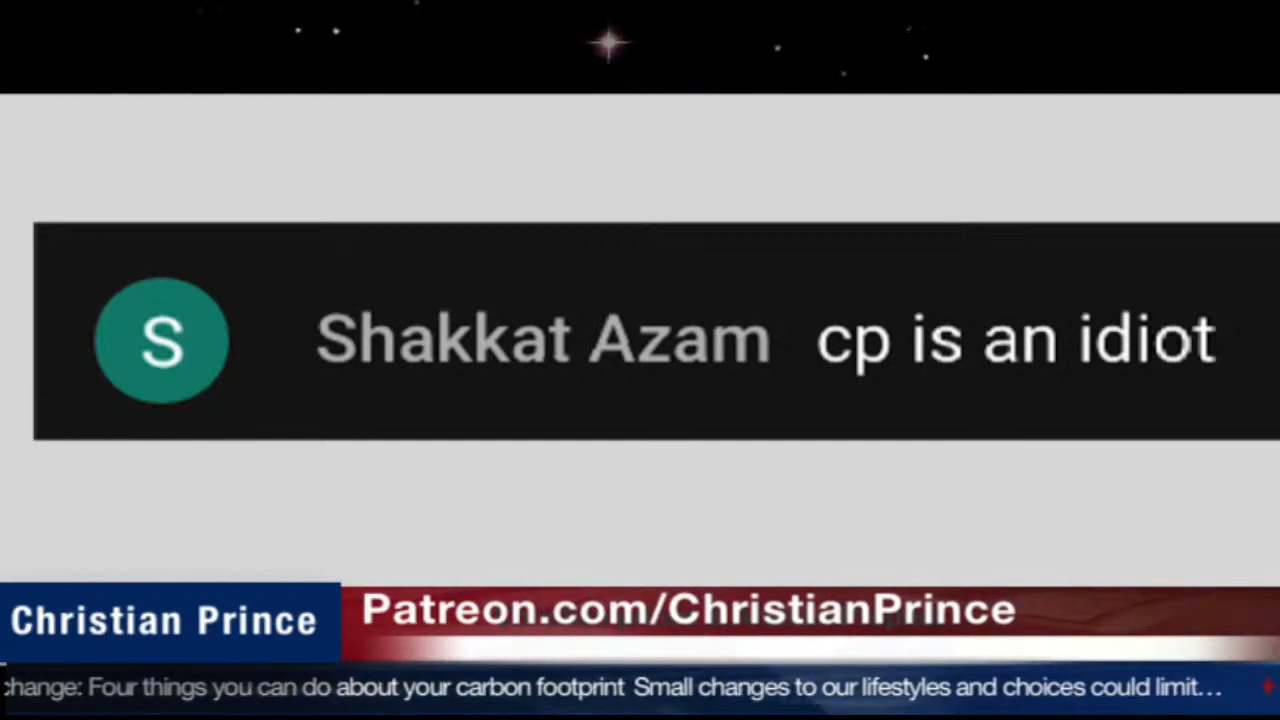 S
Shakkat Azam cp is an idiot
Patreon.com/ChristianPrince
Christian Prince
change: Four things you can do about your carbon footprint Small changes to our lifestyles and choices could limit...